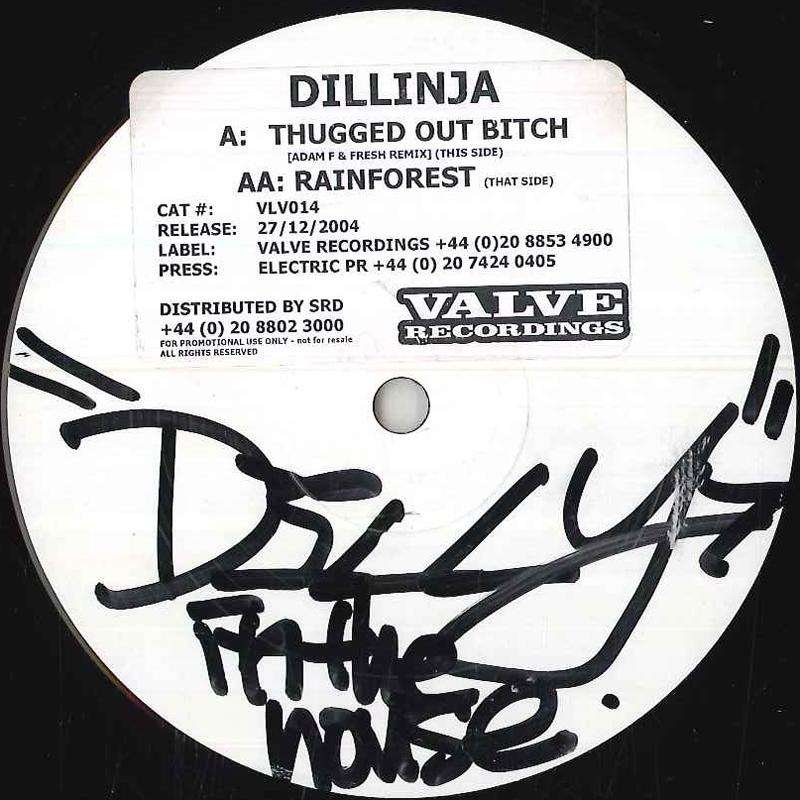 DILLINJA
A: THUGGED OUT BITCH
[ADAM F & FRESH REMIX] (THIS SIDE)
AA: RAINFOREST (THAT SIDE)
CAT #: VLV014
RELEASE: 27/12/2004
LABEL: VALVE RECORDINGS +44 (0)20 8853 4900
PRESS: ELECTRIC PR +44 (0) 20 7424 0405
DISTRIBUTED BY SRD
+44 (0) 20 8802 3000
FOR PROMOTIONAL USE ONLY - not for resale
ALL RIGHTS RESERVED
VALVE
RECORDINGS
in the
house